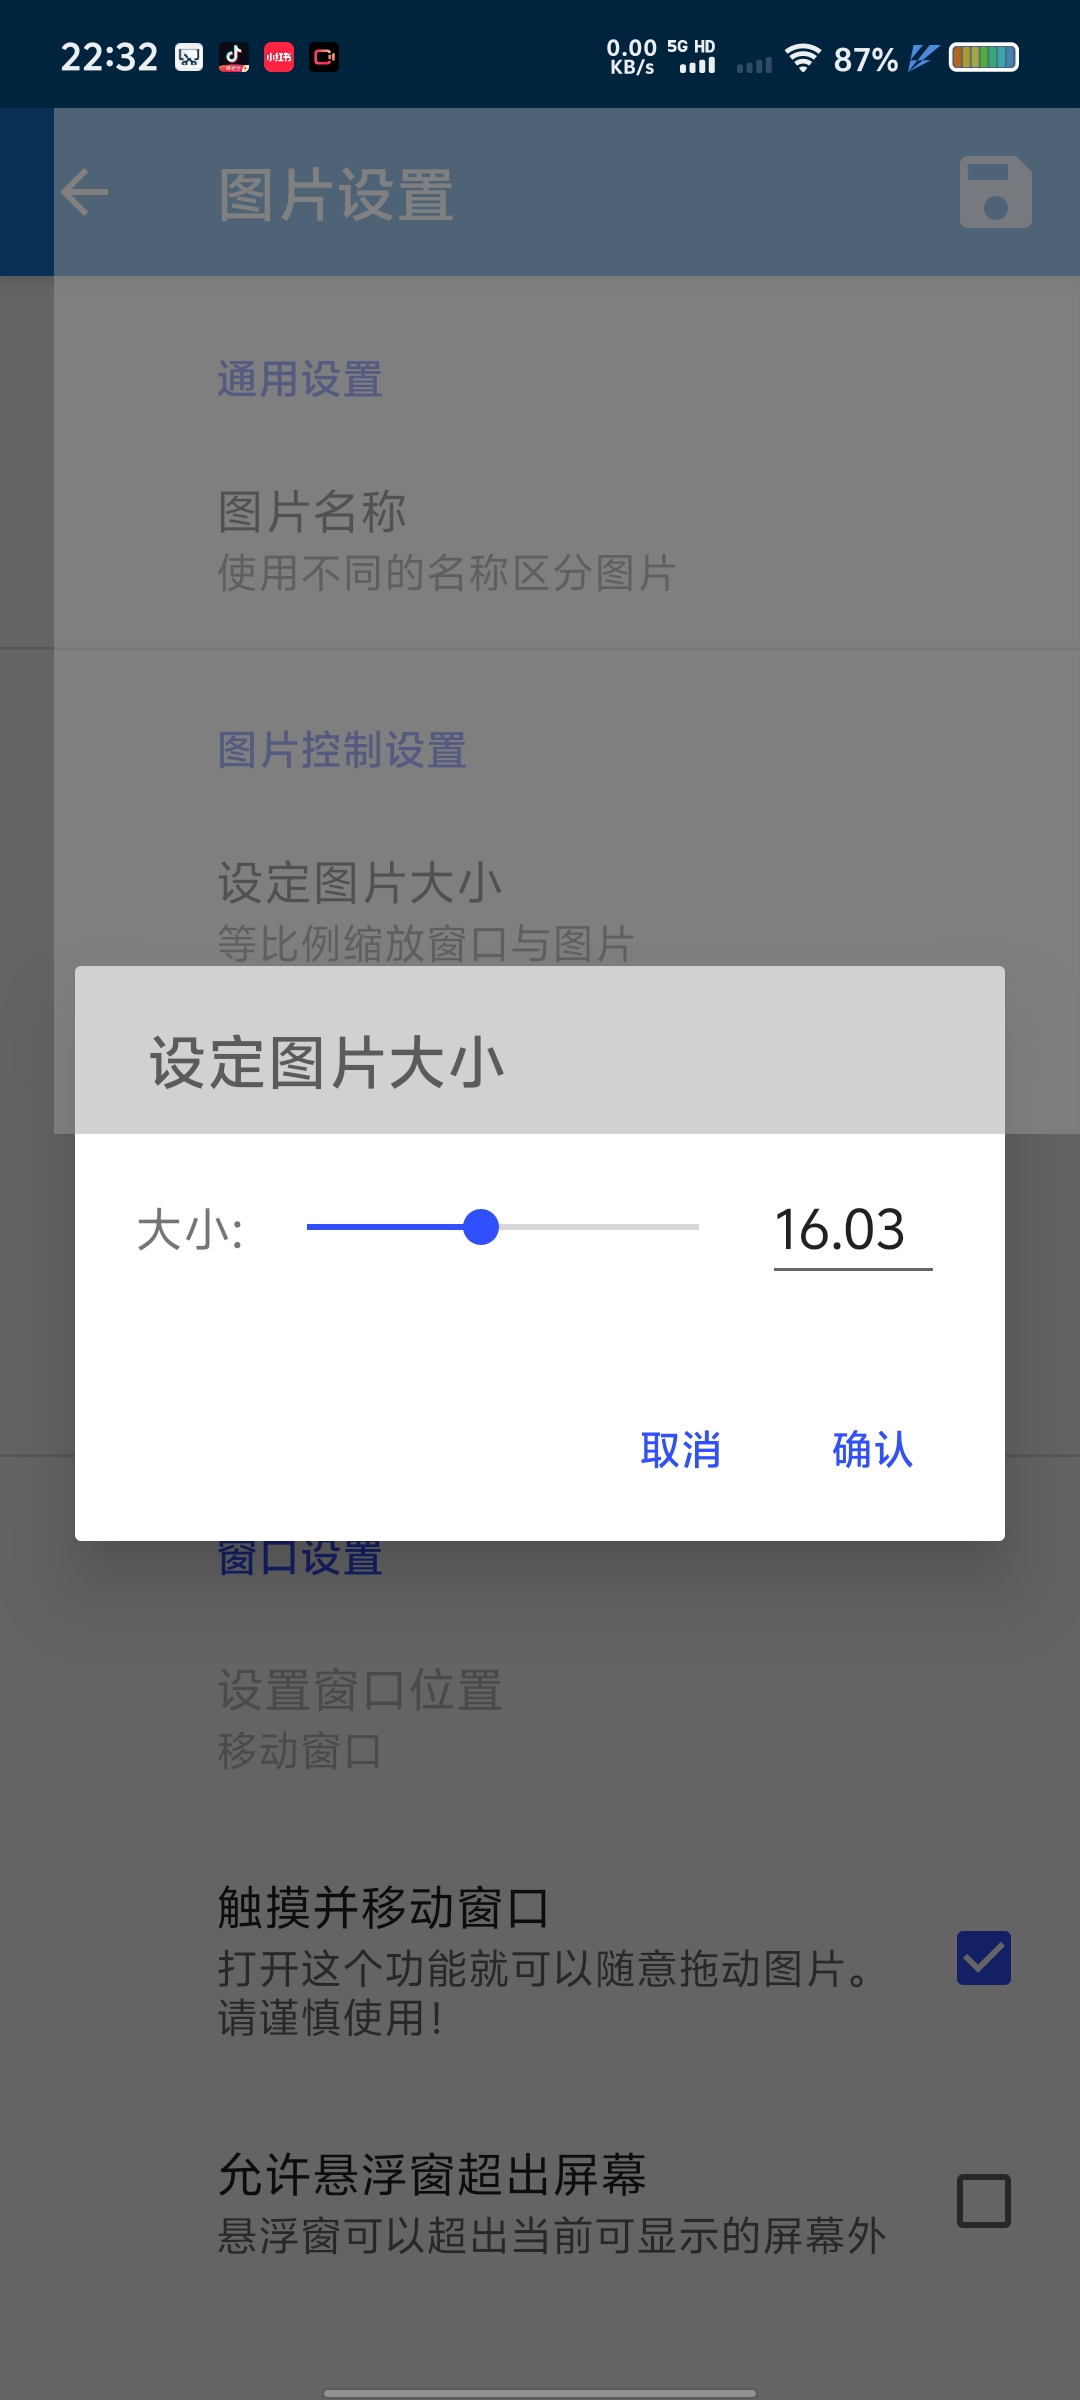 22:32
小红书
0.00
KB/s
5G HD
87%
图片设置
通用设置
图片名称
使用不同的名称区分图片
图片控制设置
设定图片大小
等比例缩放窗口与图片
设定图片大小
大小:
16.03
取消
确认
窗口设置
设置窗口位置
移动窗口
触摸并移动窗口
打开这个功能就可以随意拖动图片。
请谨慎使用！
允许悬浮窗超出屏幕
悬浮窗可以超出当前可显示的屏幕外